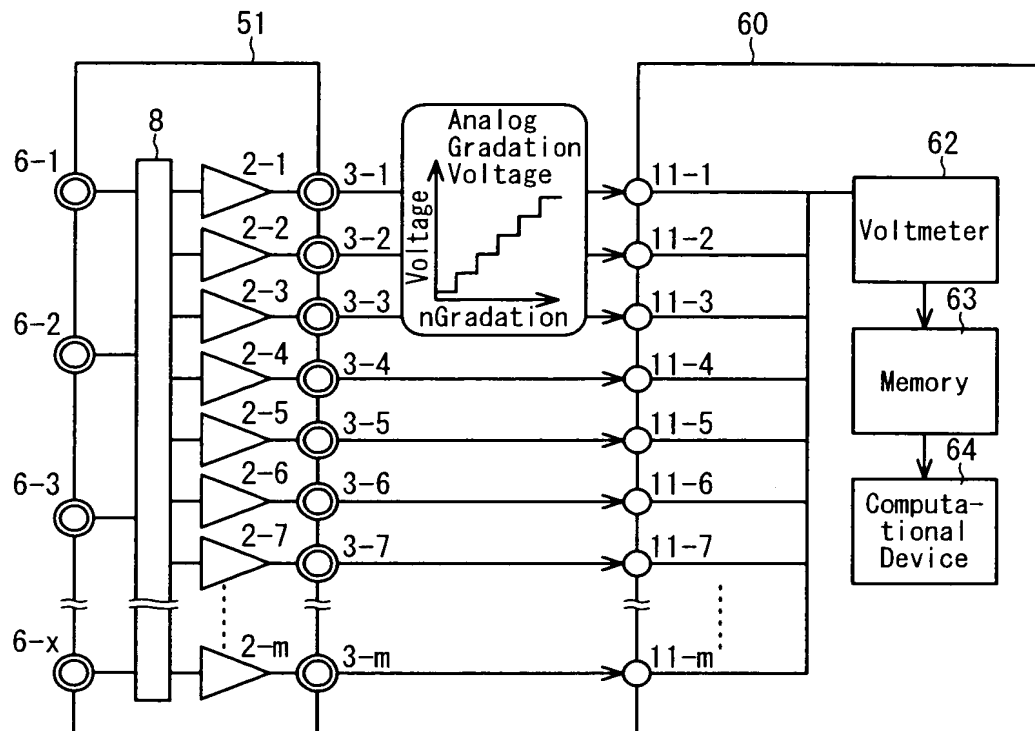 51
60
8
6-1
2-1
3-1
Analog
Gradation
Voltage
Voltage
nGradation
11-1
62
Voltmeter
2-2
3-2
11-2
6-2
2-3
3-3
11-3
63
Memory
2-4
3-4
11-4
2-5
3-5
11-5
64
Computa-
tional
Device
6-3
2-6
3-6
11-6
2-7
3-7
11-7
6-x
2-m
3-m
11-m